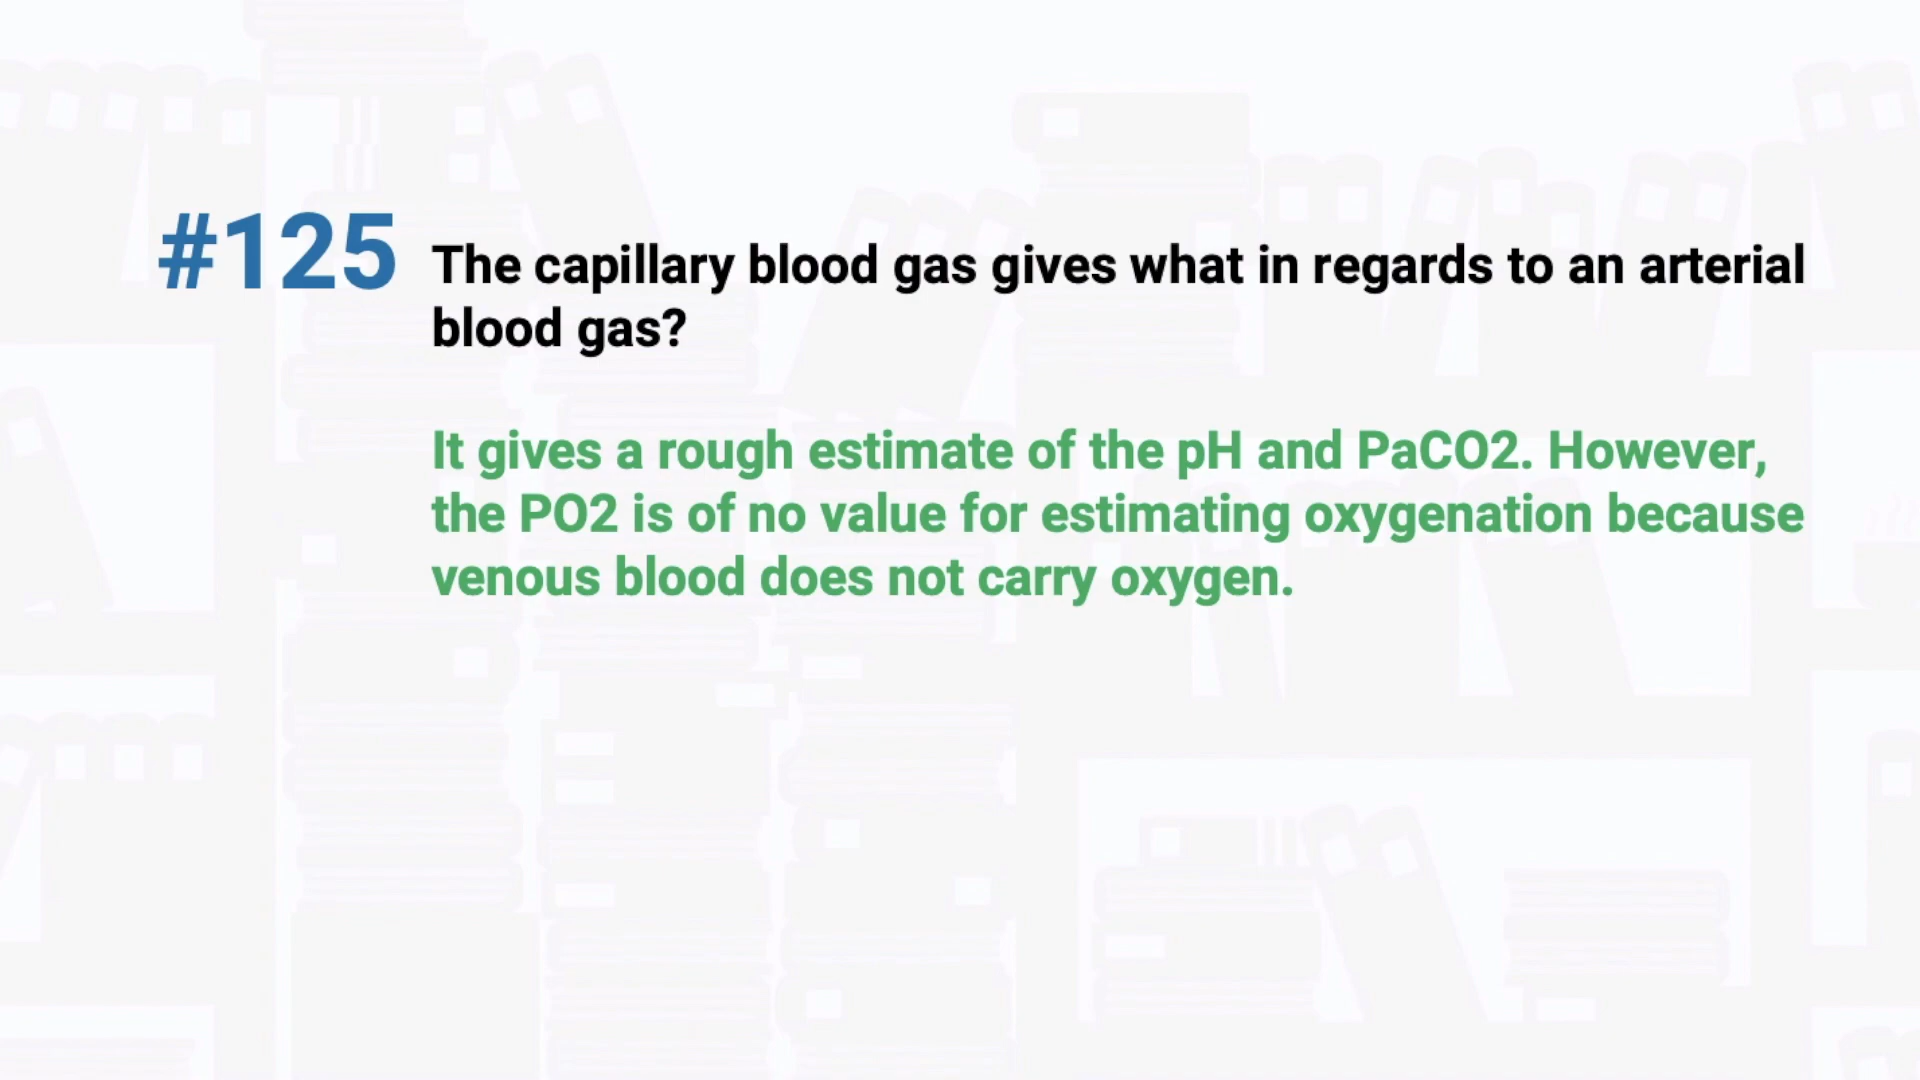 #125
The capillary blood gas gives what in regards to an arterial
blood gas?
It gives a rough estimate of the pH and PaCO2. However,
the PO2 is of no value for estimating oxygenation because
venous blood does not carry oxygen.